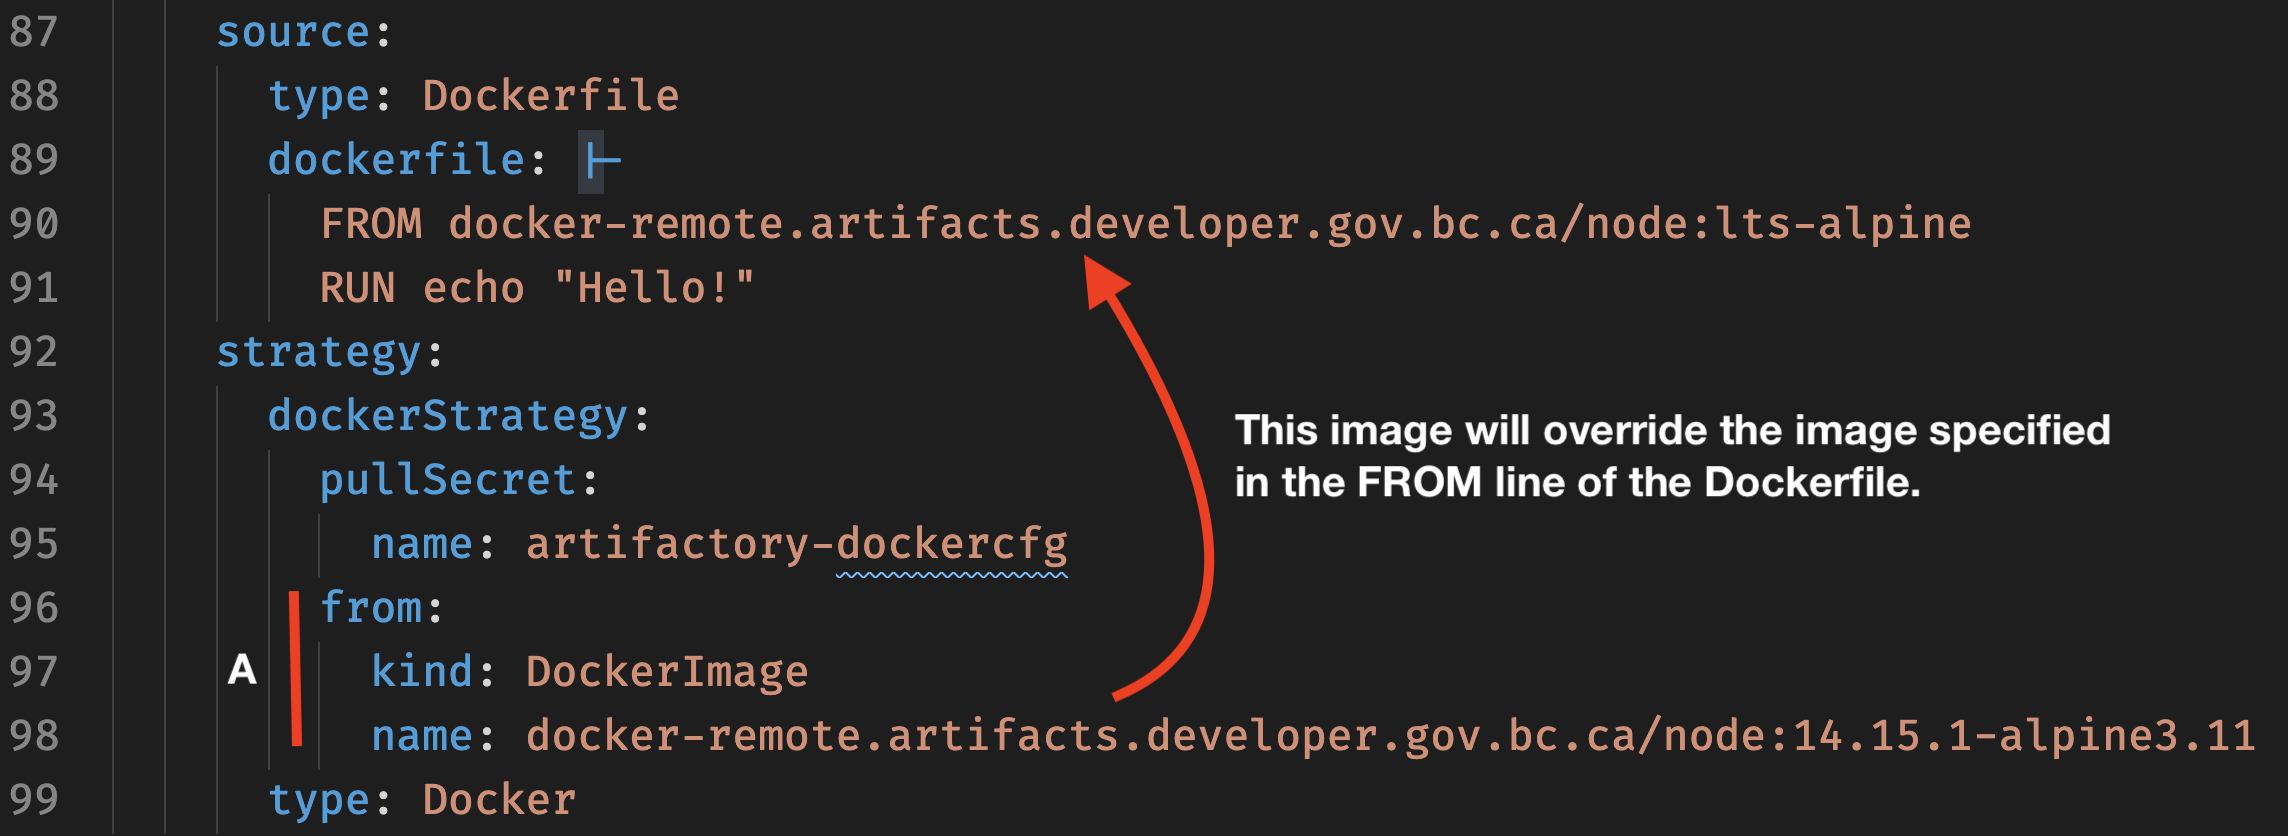 87 source:
88 type: Dockerfile
89 dockerfile: |-
90 FROM docker-remote.artifacts.developer.gov.bc.ca/node:lts-alpine
91 RUN echo "Hello!"
92 strategy:
93 dockerStrategy:
This image will override the image specified
in the FROM line of the Dockerfile.
94 pullSecret:
95 name: artifactory-dockercfg
96 from:
A
97 kind: DockerImage
98 name: docker-remote.artifacts.developer.gov.bc.ca/node:14.15.1-alpine3.11
99 type: Docker